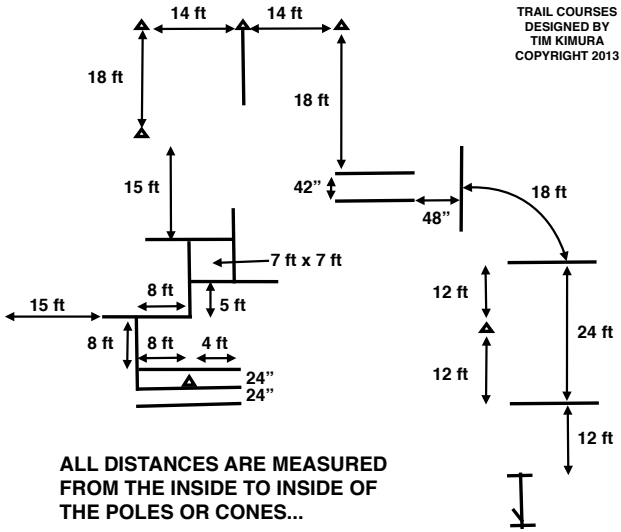 14 ft 14 ft
TRAIL COURSES
DESIGNED BY
TIM KIMURA
COPYRIGHT 2013
18 ft
18 ft
15 ft
42”
48”
18 ft
7 ft x 7 ft
8 ft
5 ft
12 ft
15 ft
24 ft
8 ft
8 ft
4 ft
12 ft
24”
24”
12 ft
ALL DISTANCES ARE MEASURED
FROM THE INSIDE TO INSIDE OF
THE POLES OR CONES...